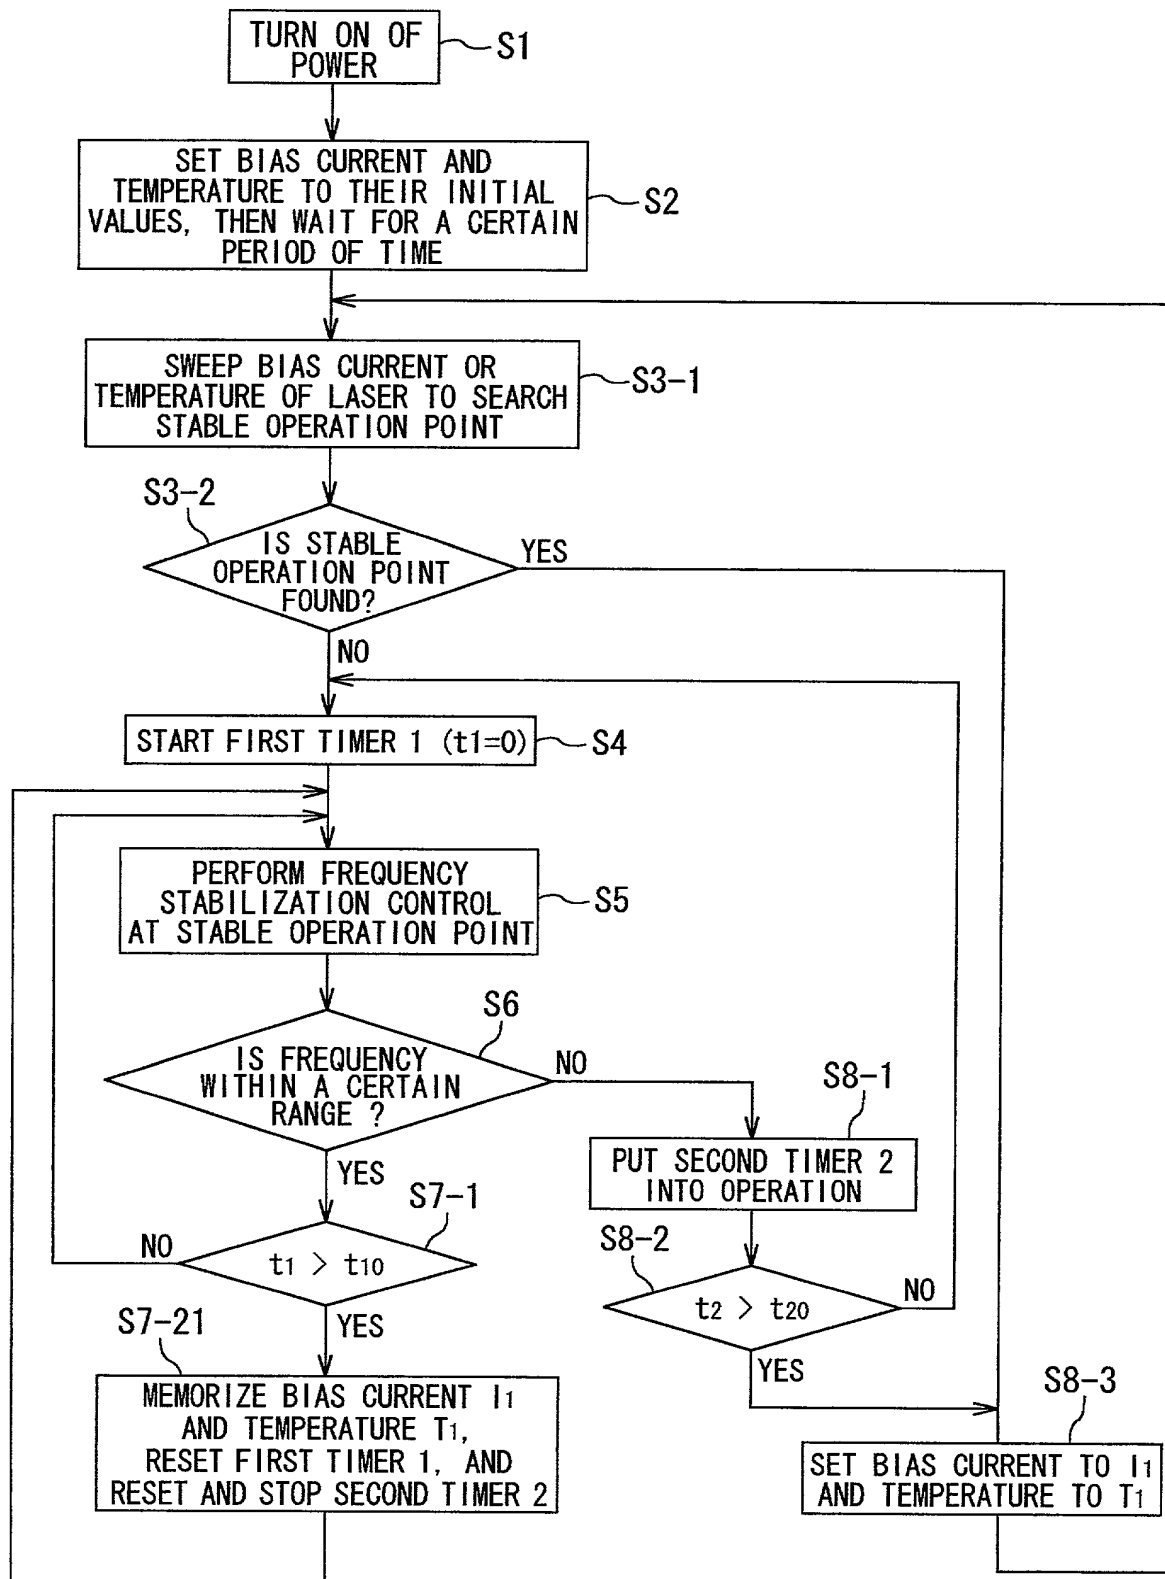 TURN ON OF
POWER
S1
SET BIAS CURRENT AND
TEMPERATURE TO THEIR INITIAL
VALUES, THEN WAIT FOR A CERTAIN
PERIOD OF TIME
S2
SWEEP BIAS CURRENT OR
TEMPERATURE OF LASER TO SEARCH
STABLE OPERATION POINT
S3-1
S3-2
IS STABLE
OPERATION POINT
FOUND?
YES
NO
START FIRST TIMER 1 (t1=0)
S4
PERFORM FREQUENCY
STABILIZATION CONTROL
AT STABLE OPERATION POINT
S5
S6
IS FREQUENCY
WITHIN A CERTAIN
RANGE ?
NO
YES
S8-1
PUT SECOND TIMER 2
INTO OPERATION
S7-1
t1 > t10
NO
YES
S8-2
t2 > t20
NO
YES
S7-21
MEMORIZE BIAS CURRENT I1
AND TEMPERATURE T1,
RESET FIRST TIMER 1, AND
RESET AND STOP SECOND TIMER 2
S8-3
SET BIAS CURRENT TO I1
AND TEMPERATURE TO T1